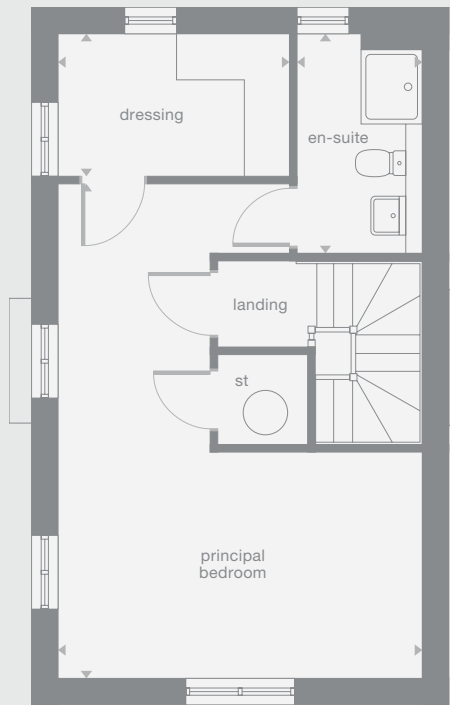 dressing
en-suite
landing
st
principal
bedroom